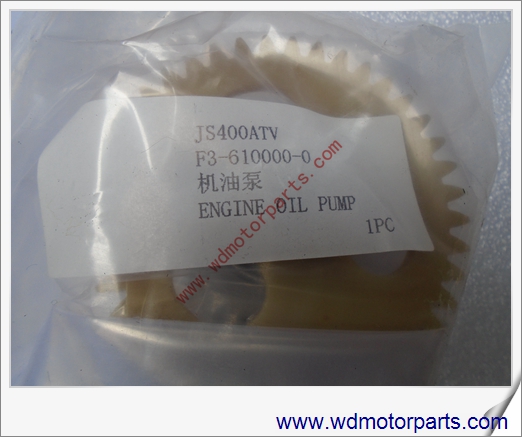 JS400ATV
F3-610000-0
机油泵
ENGINE OIL PUMP
1PC
www.wdmotorparts.com
www.wdmotorparts.com